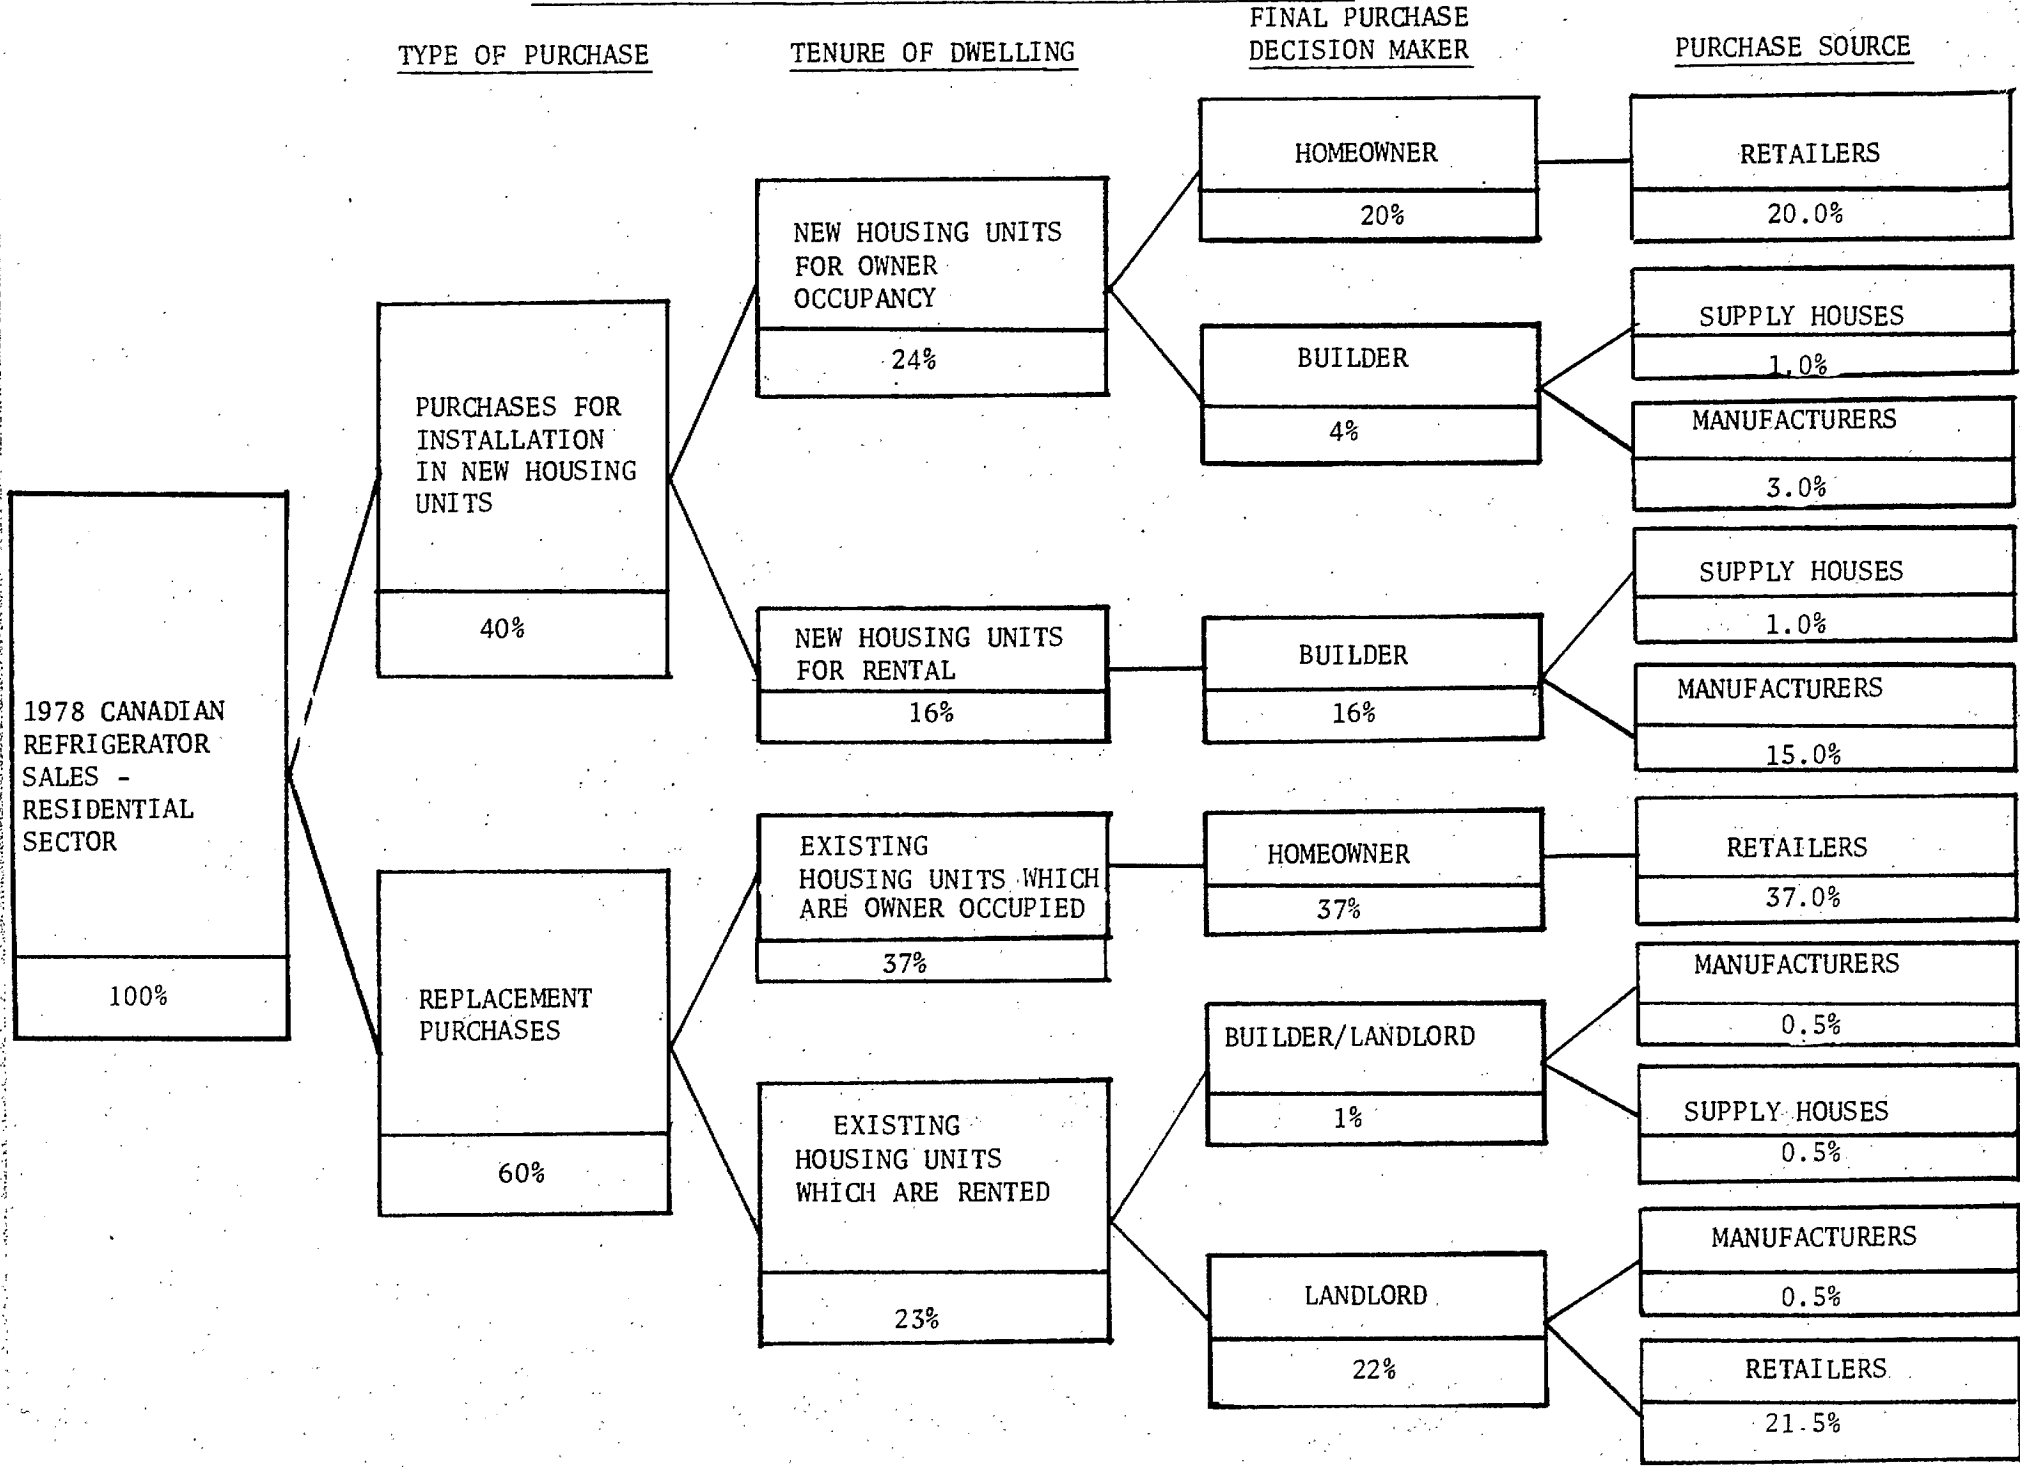 TYPE OF PURCHASE
TENURE OF DWELLING
FINAL PURCHASE
DECISION MAKER
PURCHASE SOURCE
1978 CANADIAN
REFRIGERATOR
SALES -
RESIDENTIAL
SECTOR
100%
PURCHASES FOR
INSTALLATION
IN NEW HOUSING
UNITS
40%
REPLACEMENT
PURCHASES
60%
NEW HOUSING UNITS
FOR OWNER
OCCUPANCY
24%
NEW HOUSING UNITS
FOR RENTAL
16%
EXISTING
HOUSING UNITS WHICH
ARE OWNER OCCUPIED
37%
EXISTING
HOUSING UNITS
WHICH ARE RENTED
23%
HOMEOWNER
20%
BUILDER
4%
BUILDER
16%
HOMEOWNER
37%
BUILDER/LANDLORD
1%
LANDLORD
22%
RETAILERS
20.0%
SUPPLY HOUSES
1.0%
MANUFACTURERS
3.0%
SUPPLY HOUSES
1.0%
MANUFACTURERS
15.0%
RETAILERS
37.0%
MANUFACTURERS
0.5%
SUPPLY HOUSES
0.5%
MANUFACTURERS
0.5%
RETAILERS
21.5%